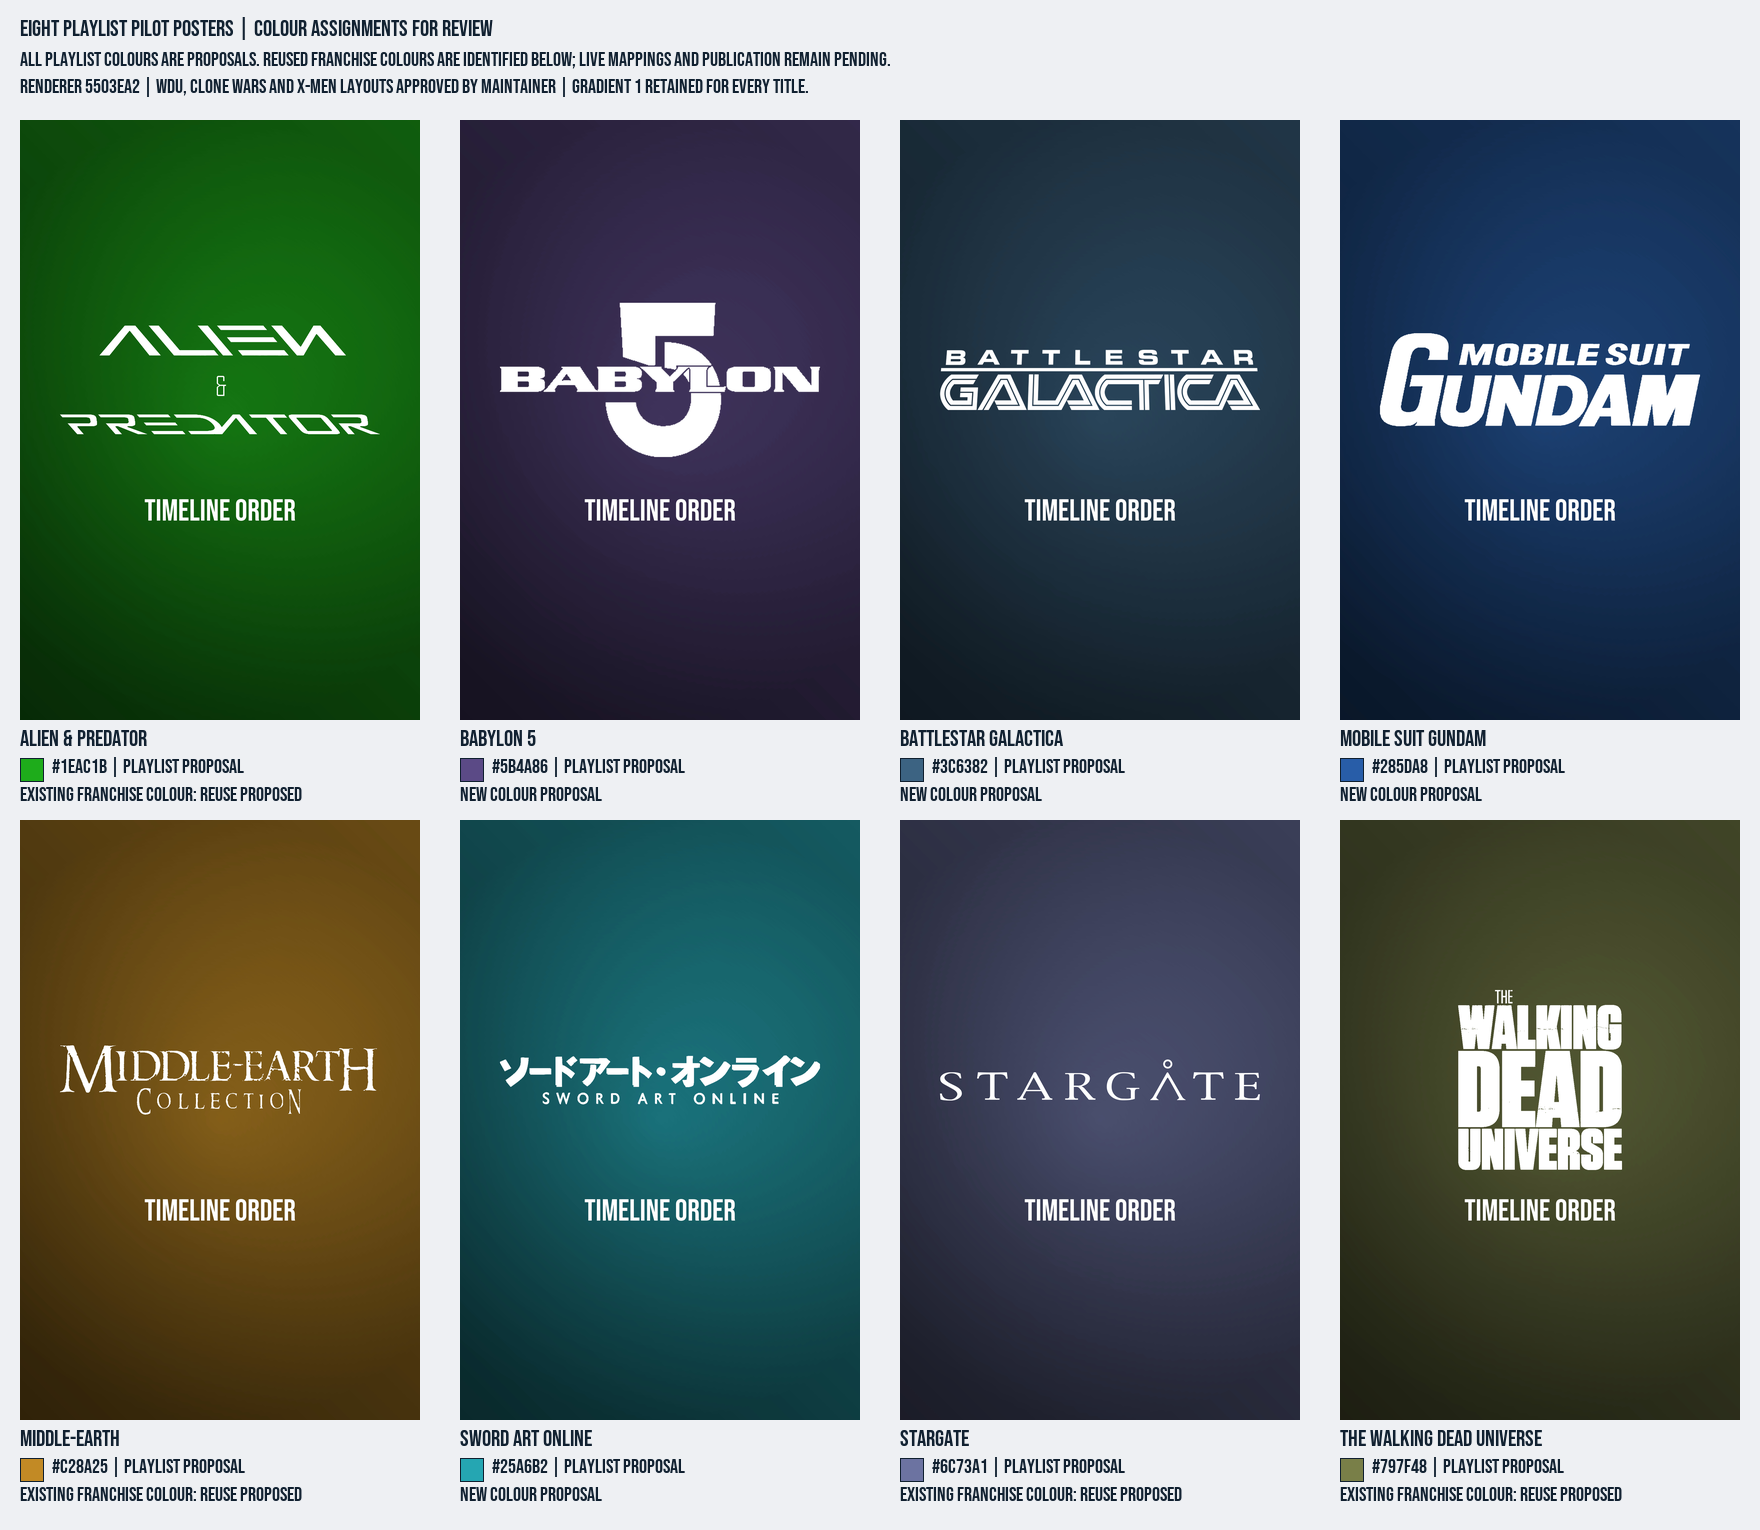 EIGHT PLAYLIST PILOT POSTERS | COLOUR ASSIGNMENTS FOR REVIEW
ALL PLAYLIST COLOURS ARE PROPOSALS. REUSED FRANCHISE COLOURS ARE IDENTIFIED BELOW; LIVE MAPPINGS AND PUBLICATION REMAIN PENDING.
RENDERER 5503EA2 | WDU, CLONE WARS AND X-MEN LAYOUTS APPROVED BY MAINTAINER | GRADIENT 1 RETAINED FOR EVERY TITLE.
ALIEN
&
PREDATOR
TIMELINE ORDER
ALIEN & PREDATOR
#1EAC1B | PLAYLIST PROPOSAL
EXISTING FRANCHISE COLOUR: REUSE PROPOSED
BABYLON 5
TIMELINE ORDER
BABYLON 5
#5B4A86 | PLAYLIST PROPOSAL
NEW COLOUR PROPOSAL
BATTLESTAR
GALACTICA
TIMELINE ORDER
BATTLESTAR GALACTICA
#3C6382 | PLAYLIST PROPOSAL
NEW COLOUR PROPOSAL
MOBILE SUIT
GUNDAM
TIMELINE ORDER
MOBILE SUIT GUNDAM
#285DA8 | PLAYLIST PROPOSAL
NEW COLOUR PROPOSAL
MIDDLE-EARTH
COLLECTION
TIMELINE ORDER
MIDDLE-EARTH
#C28A25 | PLAYLIST PROPOSAL
EXISTING FRANCHISE COLOUR: REUSE PROPOSED
ソードアート・オンライン
SWORD ART ONLINE
TIMELINE ORDER
SWORD ART ONLINE
#25A6B2 | PLAYLIST PROPOSAL
NEW COLOUR PROPOSAL
STARGATE
TIMELINE ORDER
STARGATE
#6C73A1 | PLAYLIST PROPOSAL
EXISTING FRANCHISE COLOUR: REUSE PROPOSED
THE
WALKING
DEAD
UNIVERSE
TIMELINE ORDER
THE WALKING DEAD UNIVERSE
#797F48 | PLAYLIST PROPOSAL
EXISTING FRANCHISE COLOUR: REUSE PROPOSED